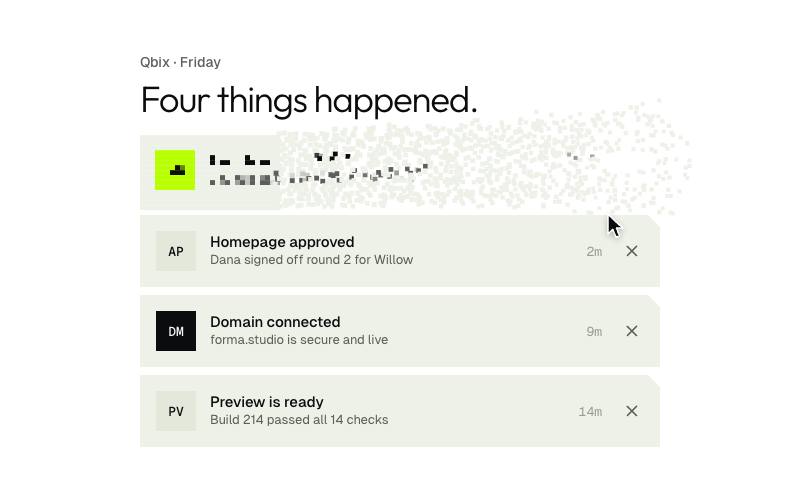 Qbix · Friday
Four things happened.
AP
Homepage approved
Dana signed off round 2 for Willow
2m
DM
Domain connected
forma.studio is secure and live
9m
PV
Preview is ready
Build 214 passed all 14 checks
14m